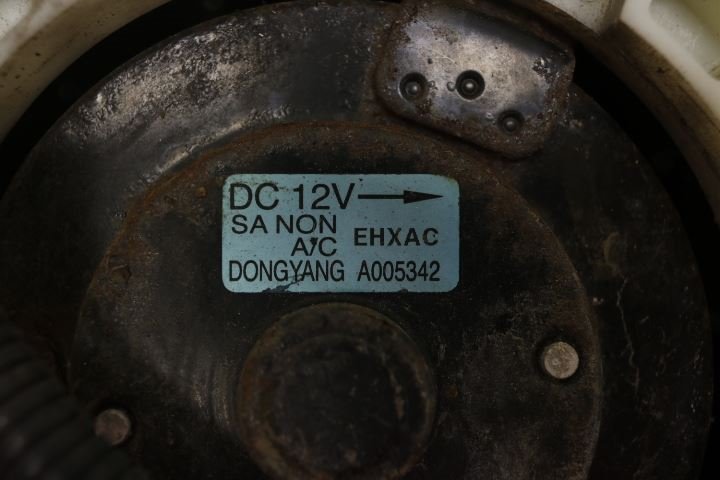 DC 12V
SA NON
A/C EHXAC
DONGYANG A005342